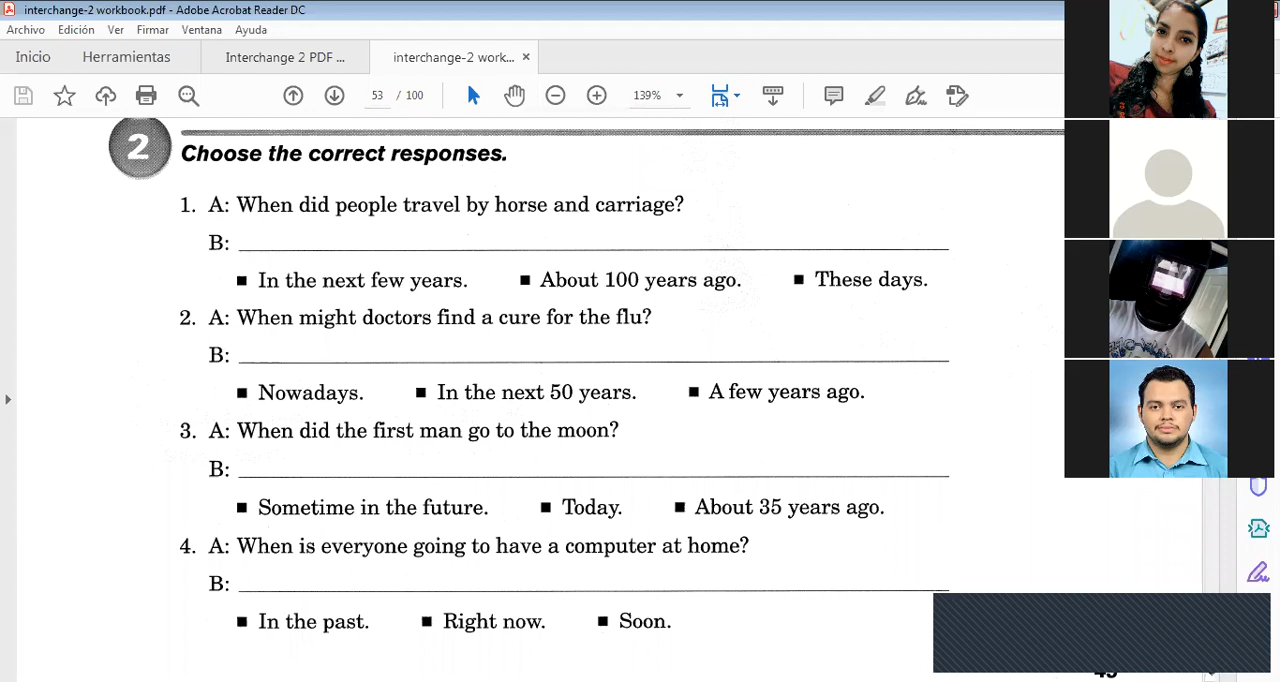 interchange-2 workbook.pdf - Adobe Acrobat Reader DC
Archivo Edición Ver Firmar Ventana Ayuda
Inicio Herramientas Interchange 2 PDF ... interchange-2 work... ×
53 / 100 139%
2 Choose the correct responses.
1. A: When did people travel by horse and carriage?
B:
■ In the next few years. ■ About 100 years ago. ■ These days.
2. A: When might doctors find a cure for the flu?
B:
■ Nowadays. ■ In the next 50 years. ■ A few years ago.
3. A: When did the first man go to the moon?
B:
■ Sometime in the future. ■ Today. ■ About 35 years ago.
4. A: When is everyone going to have a computer at home?
B:
■ In the past. ■ Right now. ■ Soon.